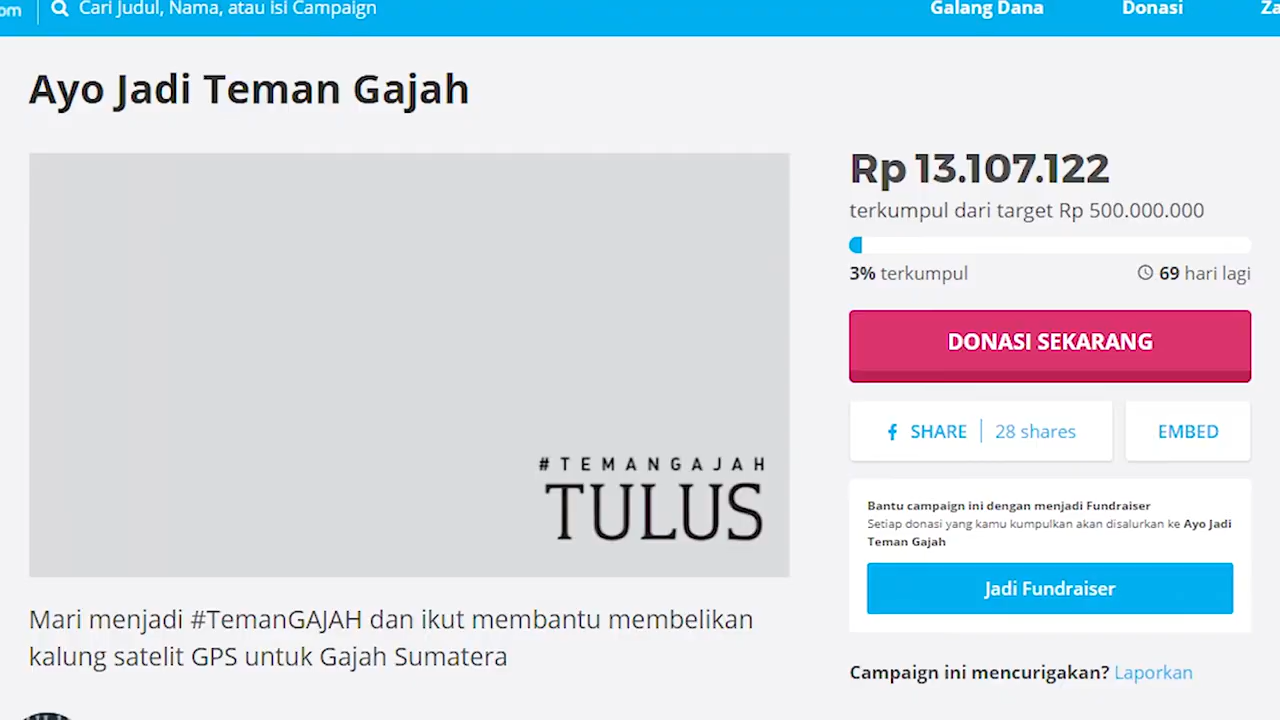 om
Cari Judul, Nama, atau isi Campaign
Galang Dana
Donasi
Za
Ayo Jadi Teman Gajah
Rp 13.107.122
terkumpul dari target Rp 500.000.000
3% terkumpul
69 hari lagi
DONASI SEKARANG
SHARE
28 shares
EMBED
#TEMANGAJAH
TULUS
Bantu campaign ini dengan menjadi Fundraiser
Setiap donasi yang kamu kumpulkan akan disalurkan ke Ayo Jadi
Teman Gajah
Jadi Fundraiser
Mari menjadi #TemanGAJAH dan ikut membantu membelikan
kalung satelit GPS untuk Gajah Sumatera
Campaign ini mencurigakan? Laporkan